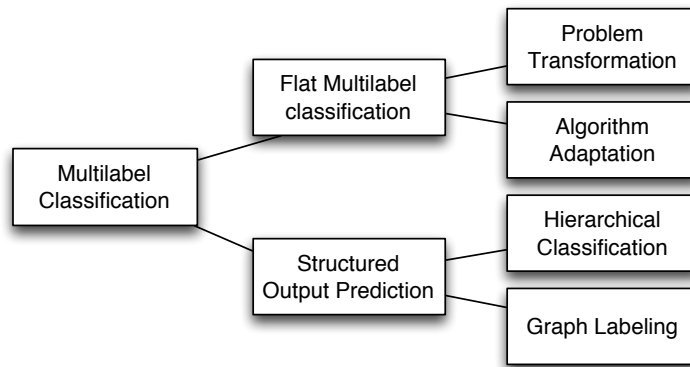 Multilabel
Classification
Flat Multilabel
classification
Structured
Output Prediction
Problem
Transformation
Algorithm
Adaptation
Hierarchical
Classification
Graph Labeling